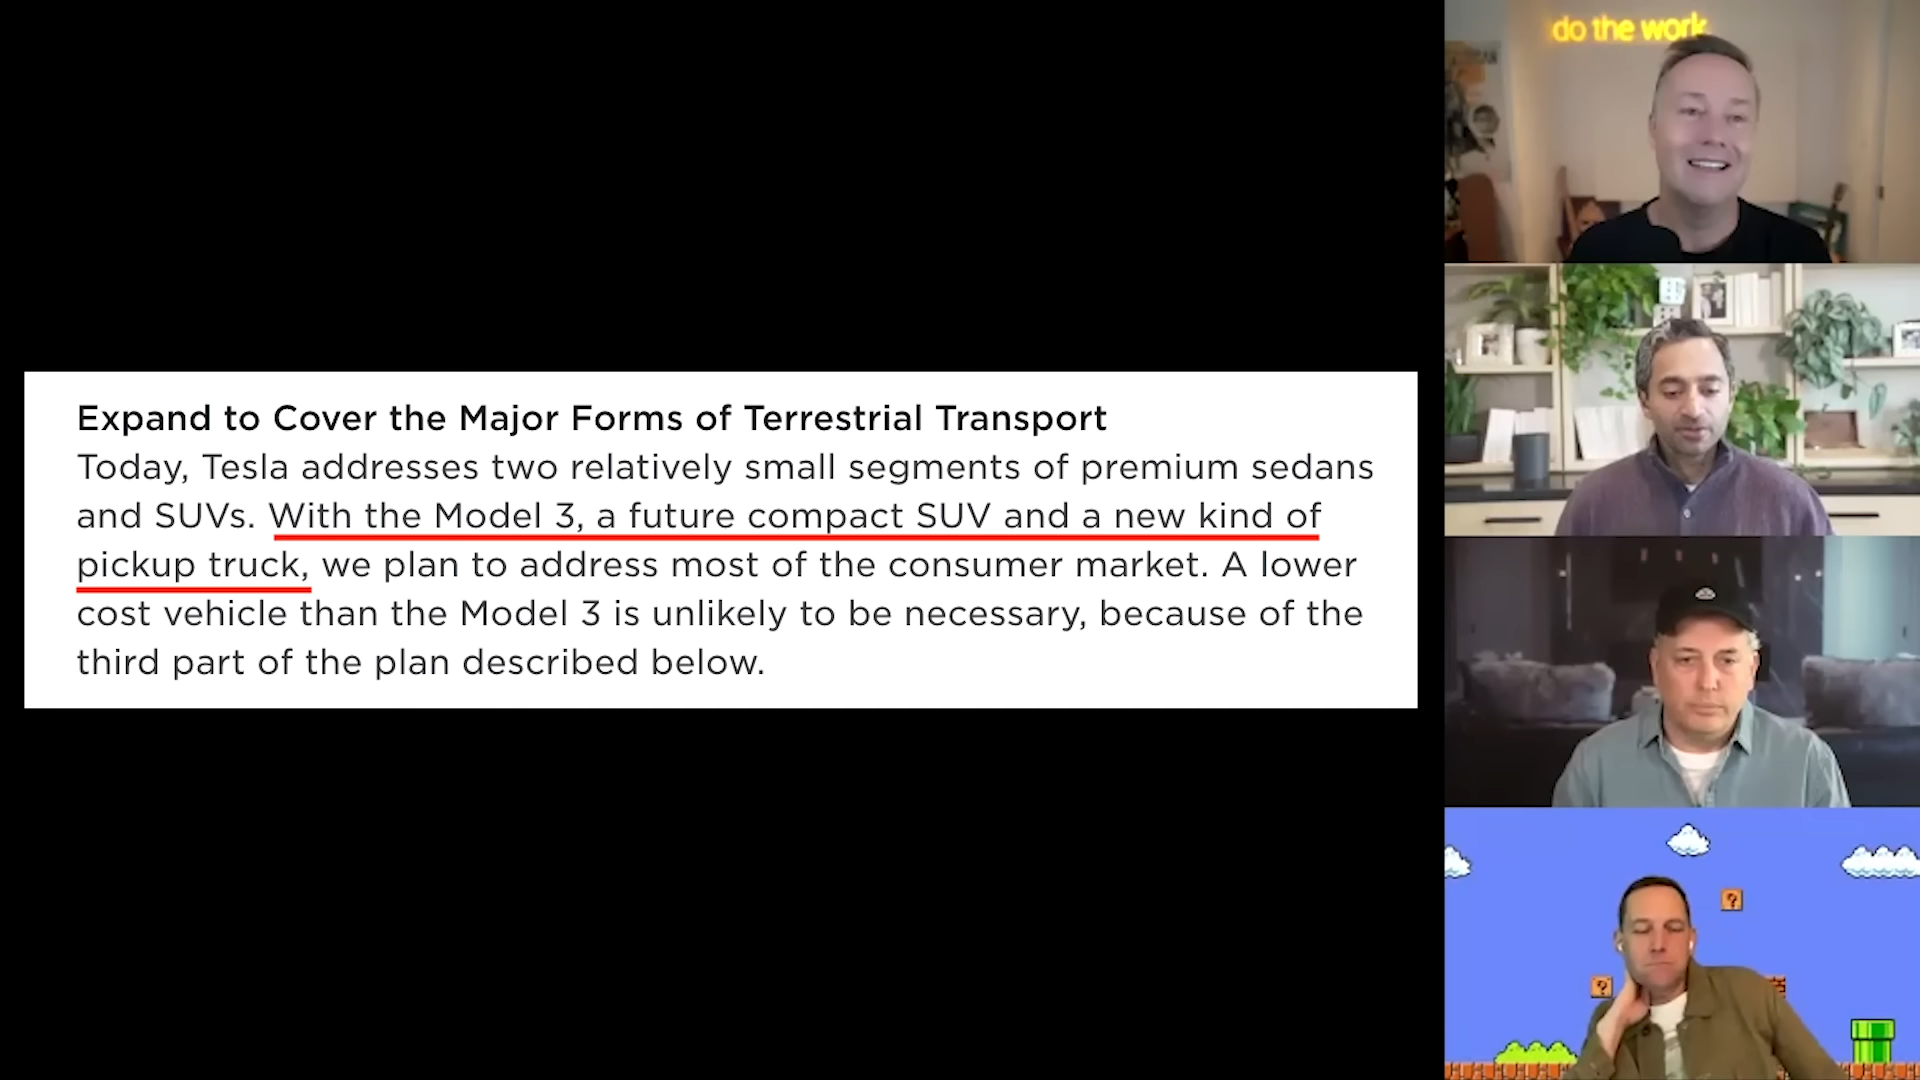 do the work
Expand to Cover the Major Forms of Terrestrial Transport
Today, Tesla addresses two relatively small segments of premium sedans
and SUVs. With the Model 3, a future compact SUV and a new kind of
pickup truck, we plan to address most of the consumer market. A lower
cost vehicle than the Model 3 is unlikely to be necessary, because of the
third part of the plan described below.
?
?